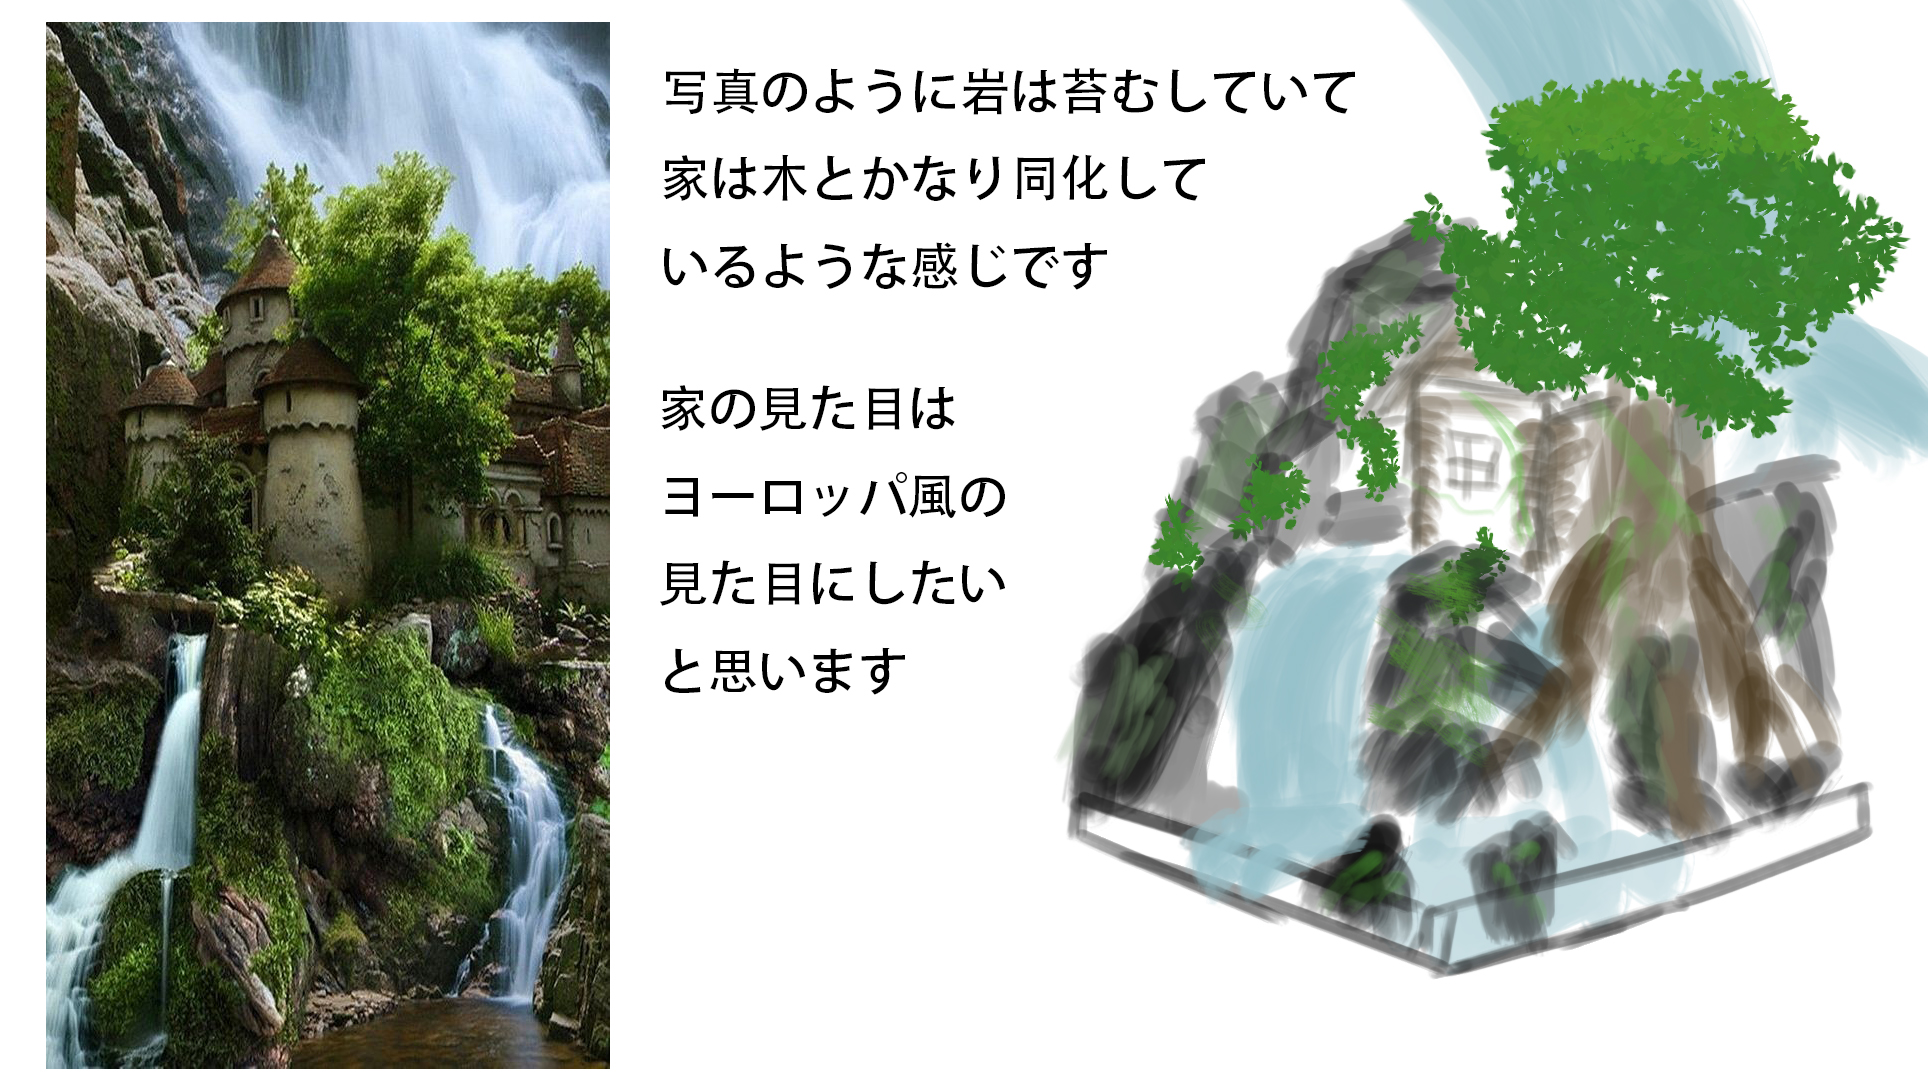 写真のように岩は苔むしていて
家は木とかなり同化して
いるような感じです
家の見た目は
ヨーロッパ風の
見た目にしたい
と思います